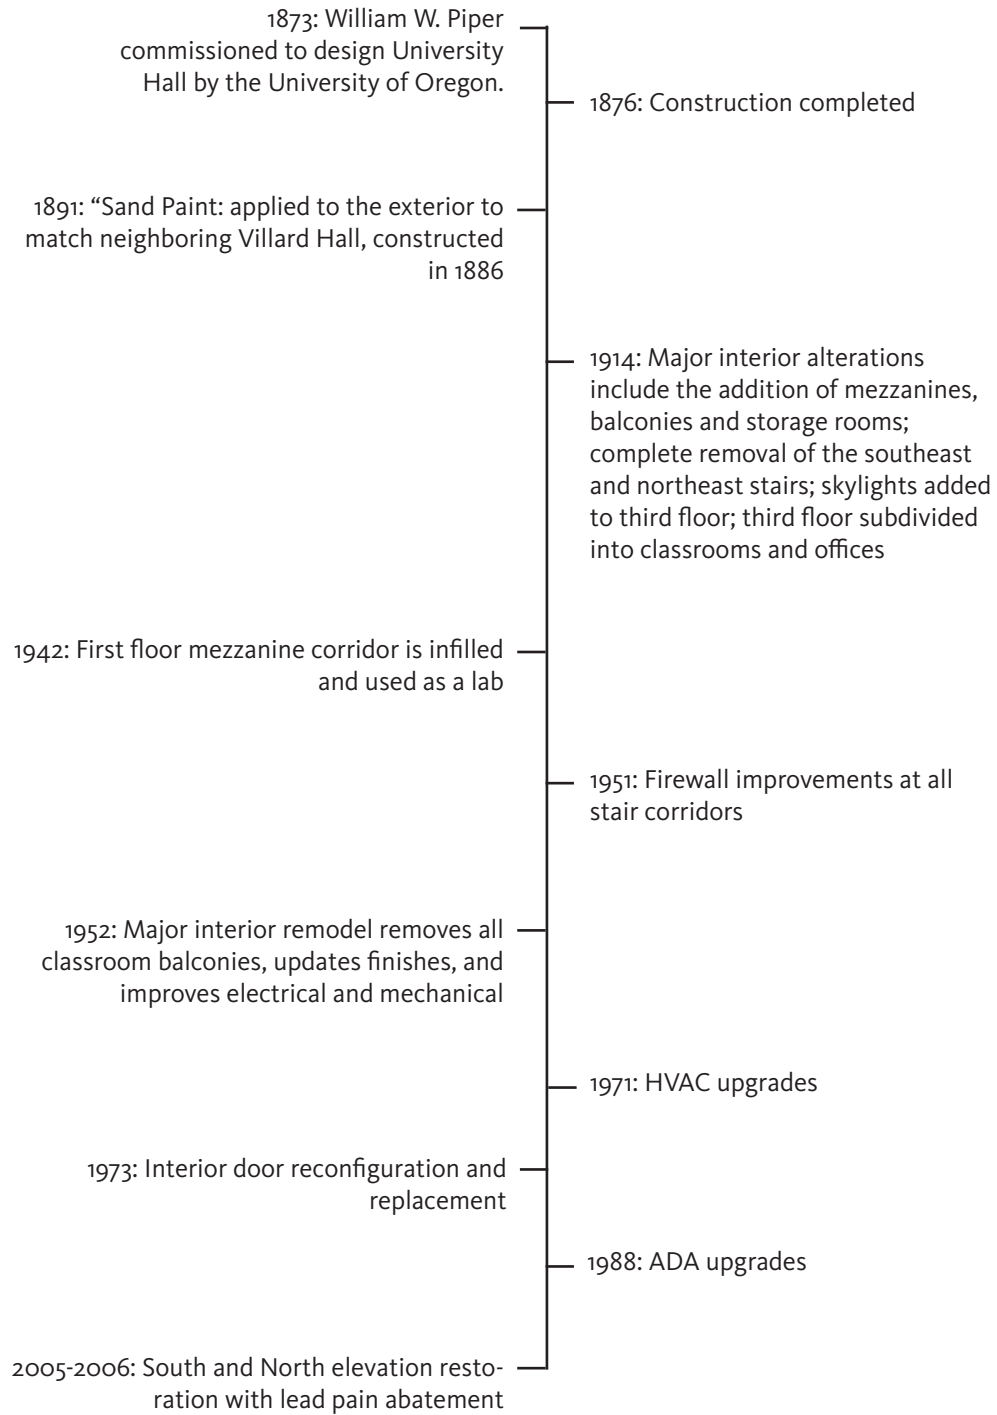 1873: William W. Piper
commissioned to design University
Hall by the University of Oregon.
1876: Construction completed
1891: “Sand Paint: applied to the exterior to
match neighboring Villard Hall, constructed
in 1886
1914: Major interior alterations
include the addition of mezzanines,
balconies and storage rooms;
complete removal of the southeast
and northeast stairs; skylights added
to third floor; third floor subdivided
into classrooms and offices
1942: First floor mezzanine corridor is infilled
and used as a lab
1951: Firewall improvements at all
stair corridors
1952: Major interior remodel removes all
classroom balconies, updates finishes, and
improves electrical and mechanical
1971: HVAC upgrades
1973: Interior door reconfiguration and
replacement
1988: ADA upgrades
2005-2006: South and North elevation resto-
ration with lead pain abatement